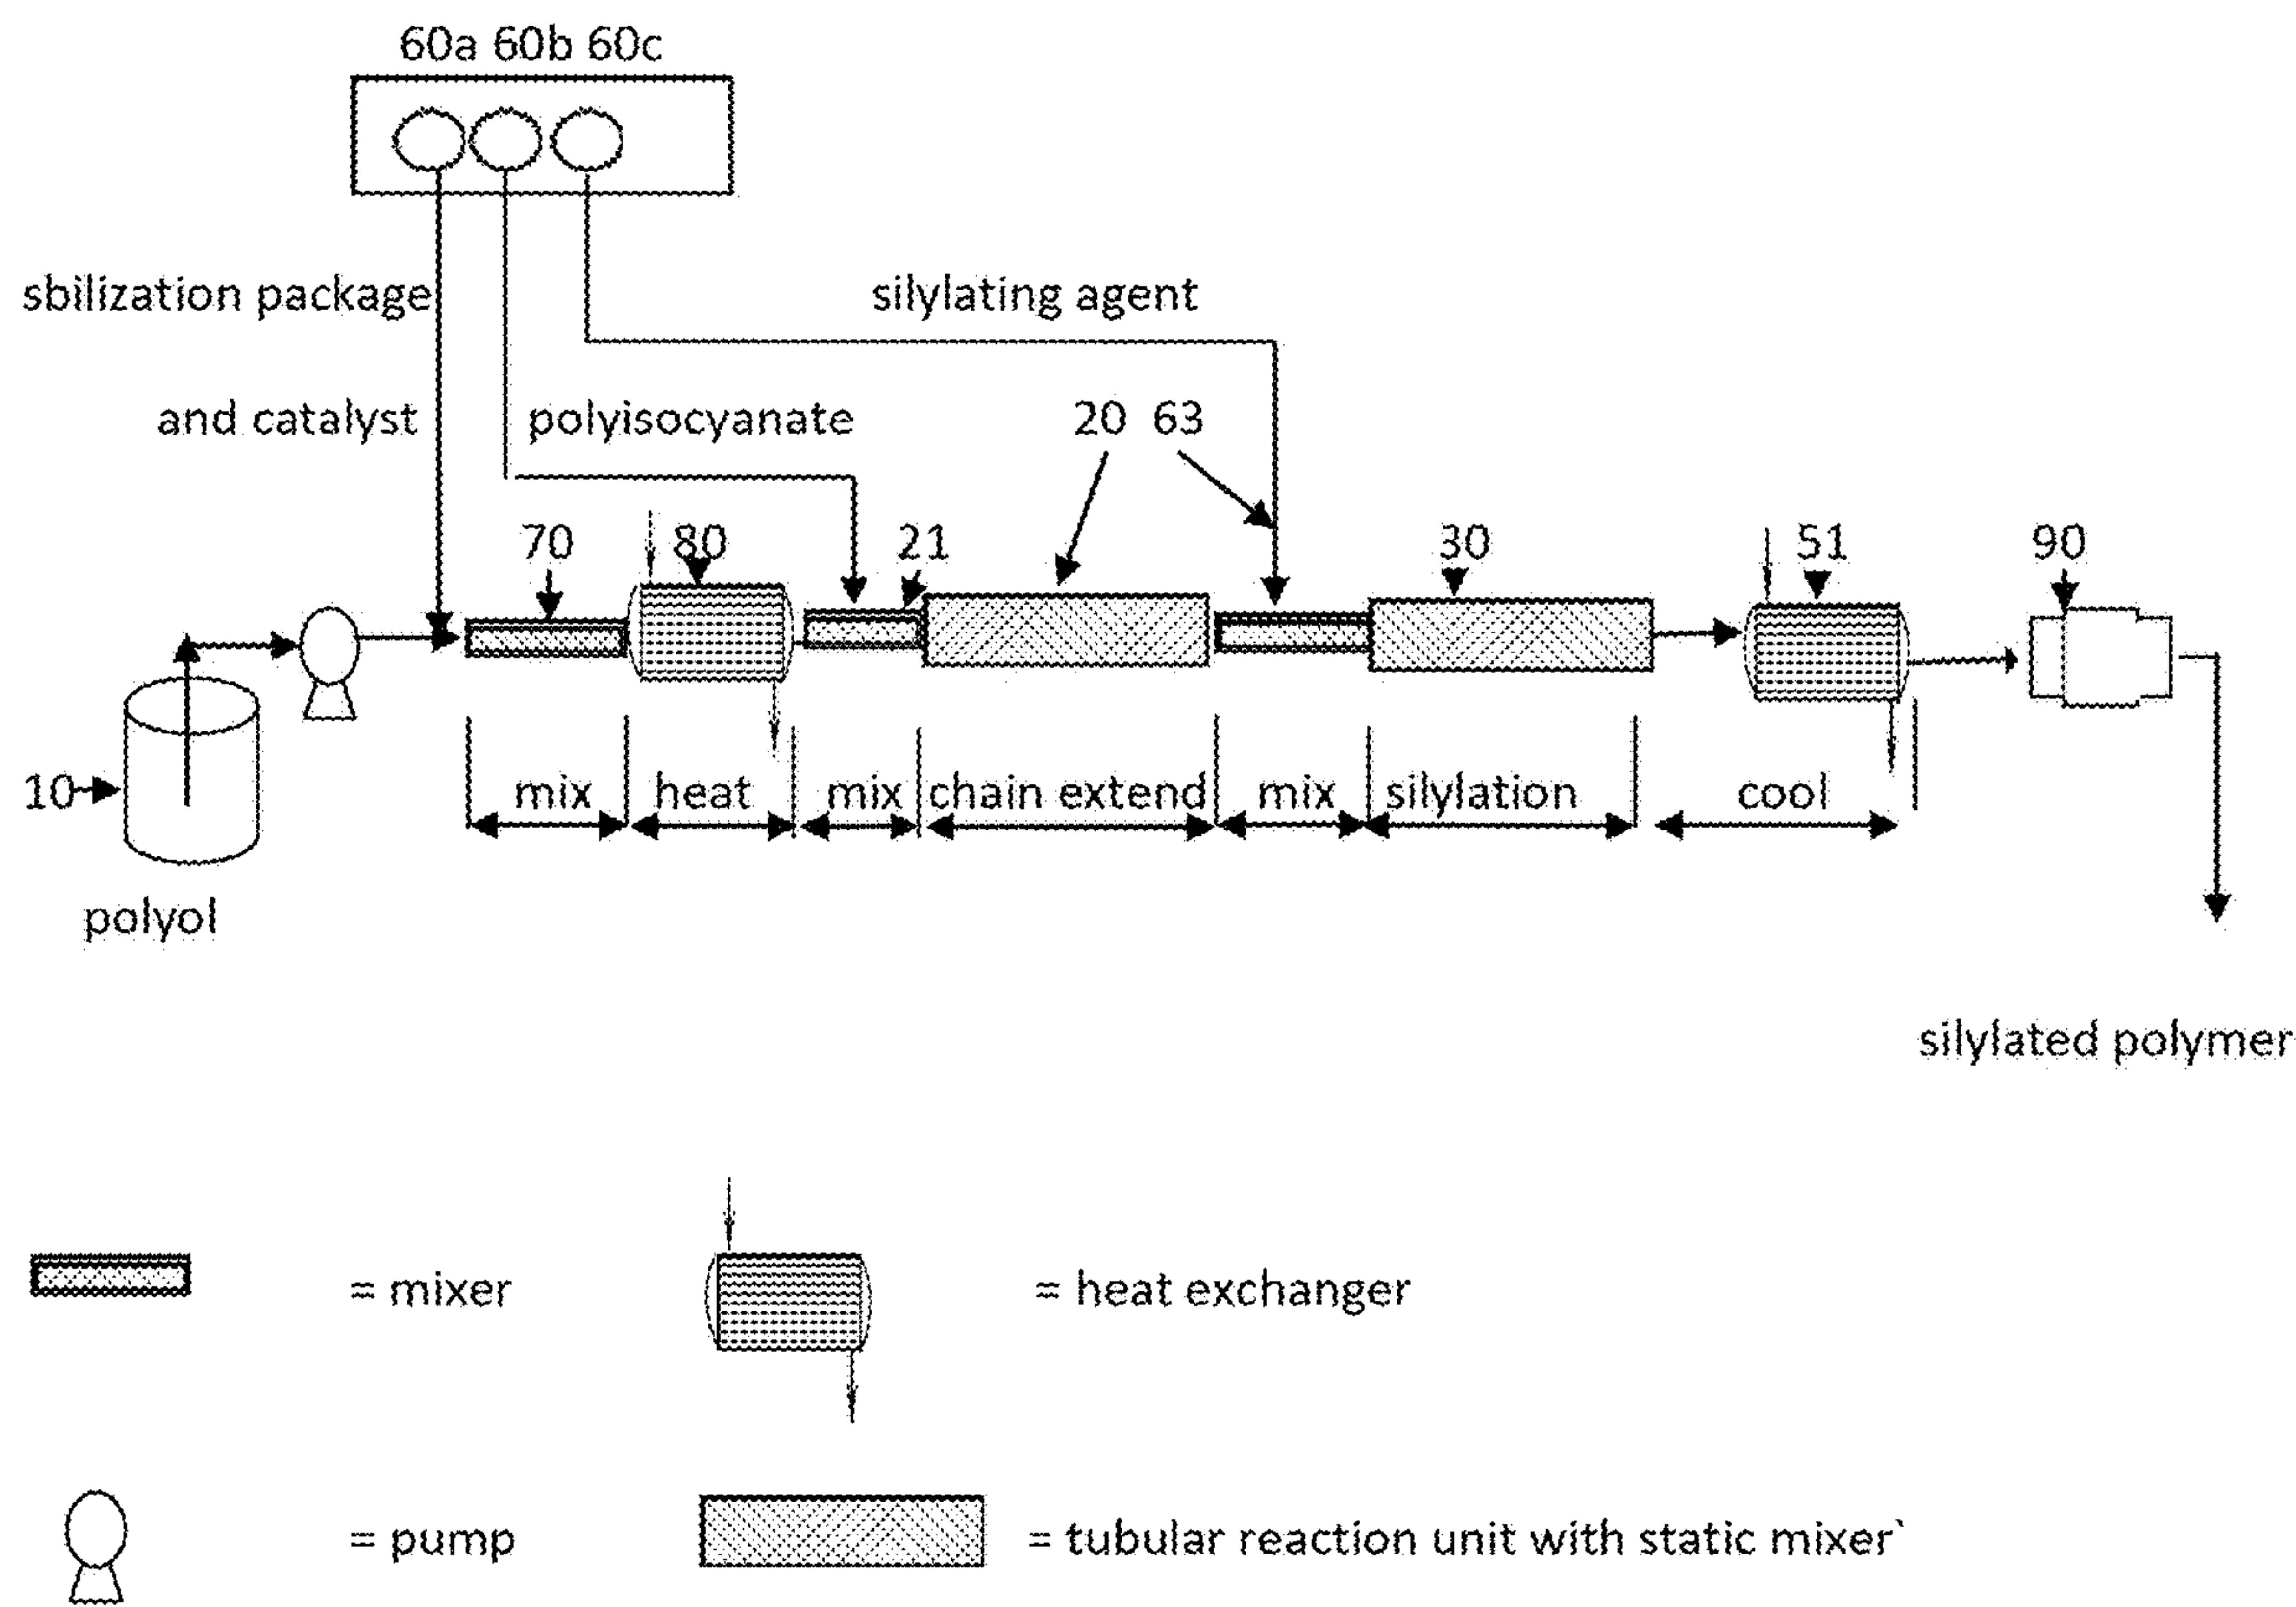 60a 60b 60c
sbilization package
silylating agent
and catalyst
polyisocyanate
20 63
70
80
21
30
51
90
10
mix
heat
mix
chain extend
mix
silylation
cool
polyol
silylated polymer
= mixer
= heat exchanger
= pump
= tubular reaction unit with static mixer`